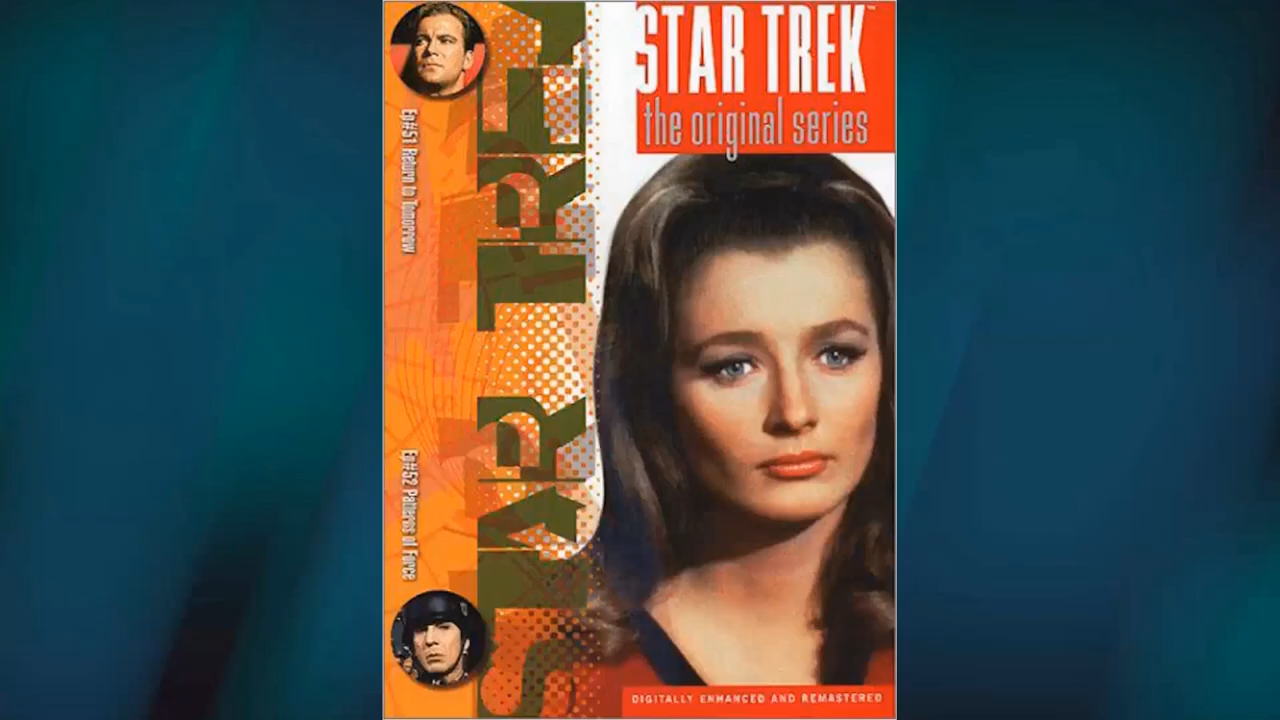 STAR TREK™
the original series
Ep#51 Return to Tomorrow
Ep#52 Patterns of Force
STAR TREK
DIGITALLY ENHANCED AND REMASTERED